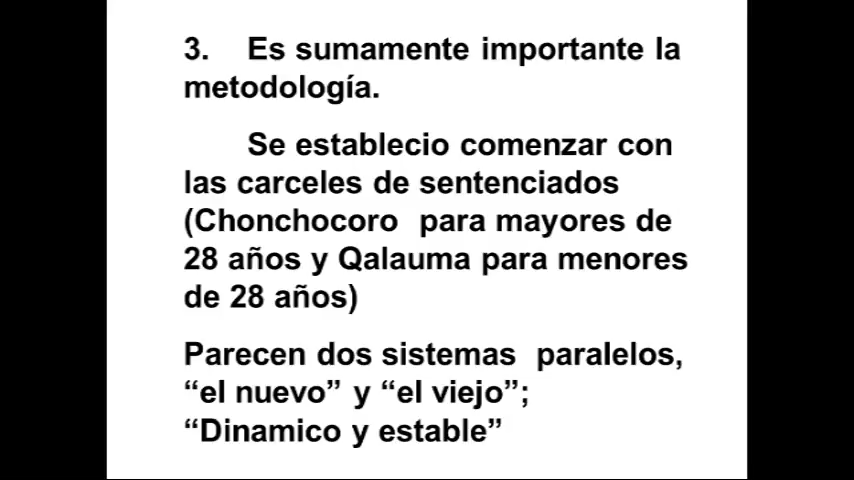 3. Es sumamente importante la
metodología.
Se establecio comenzar con
las carceles de sentenciados
(Chonchocoro para mayores de
28 años y Qalauma para menores
de 28 años)
Parecen dos sistemas paralelos,
“el nuevo” y “el viejo”;
“Dinamico y estable”